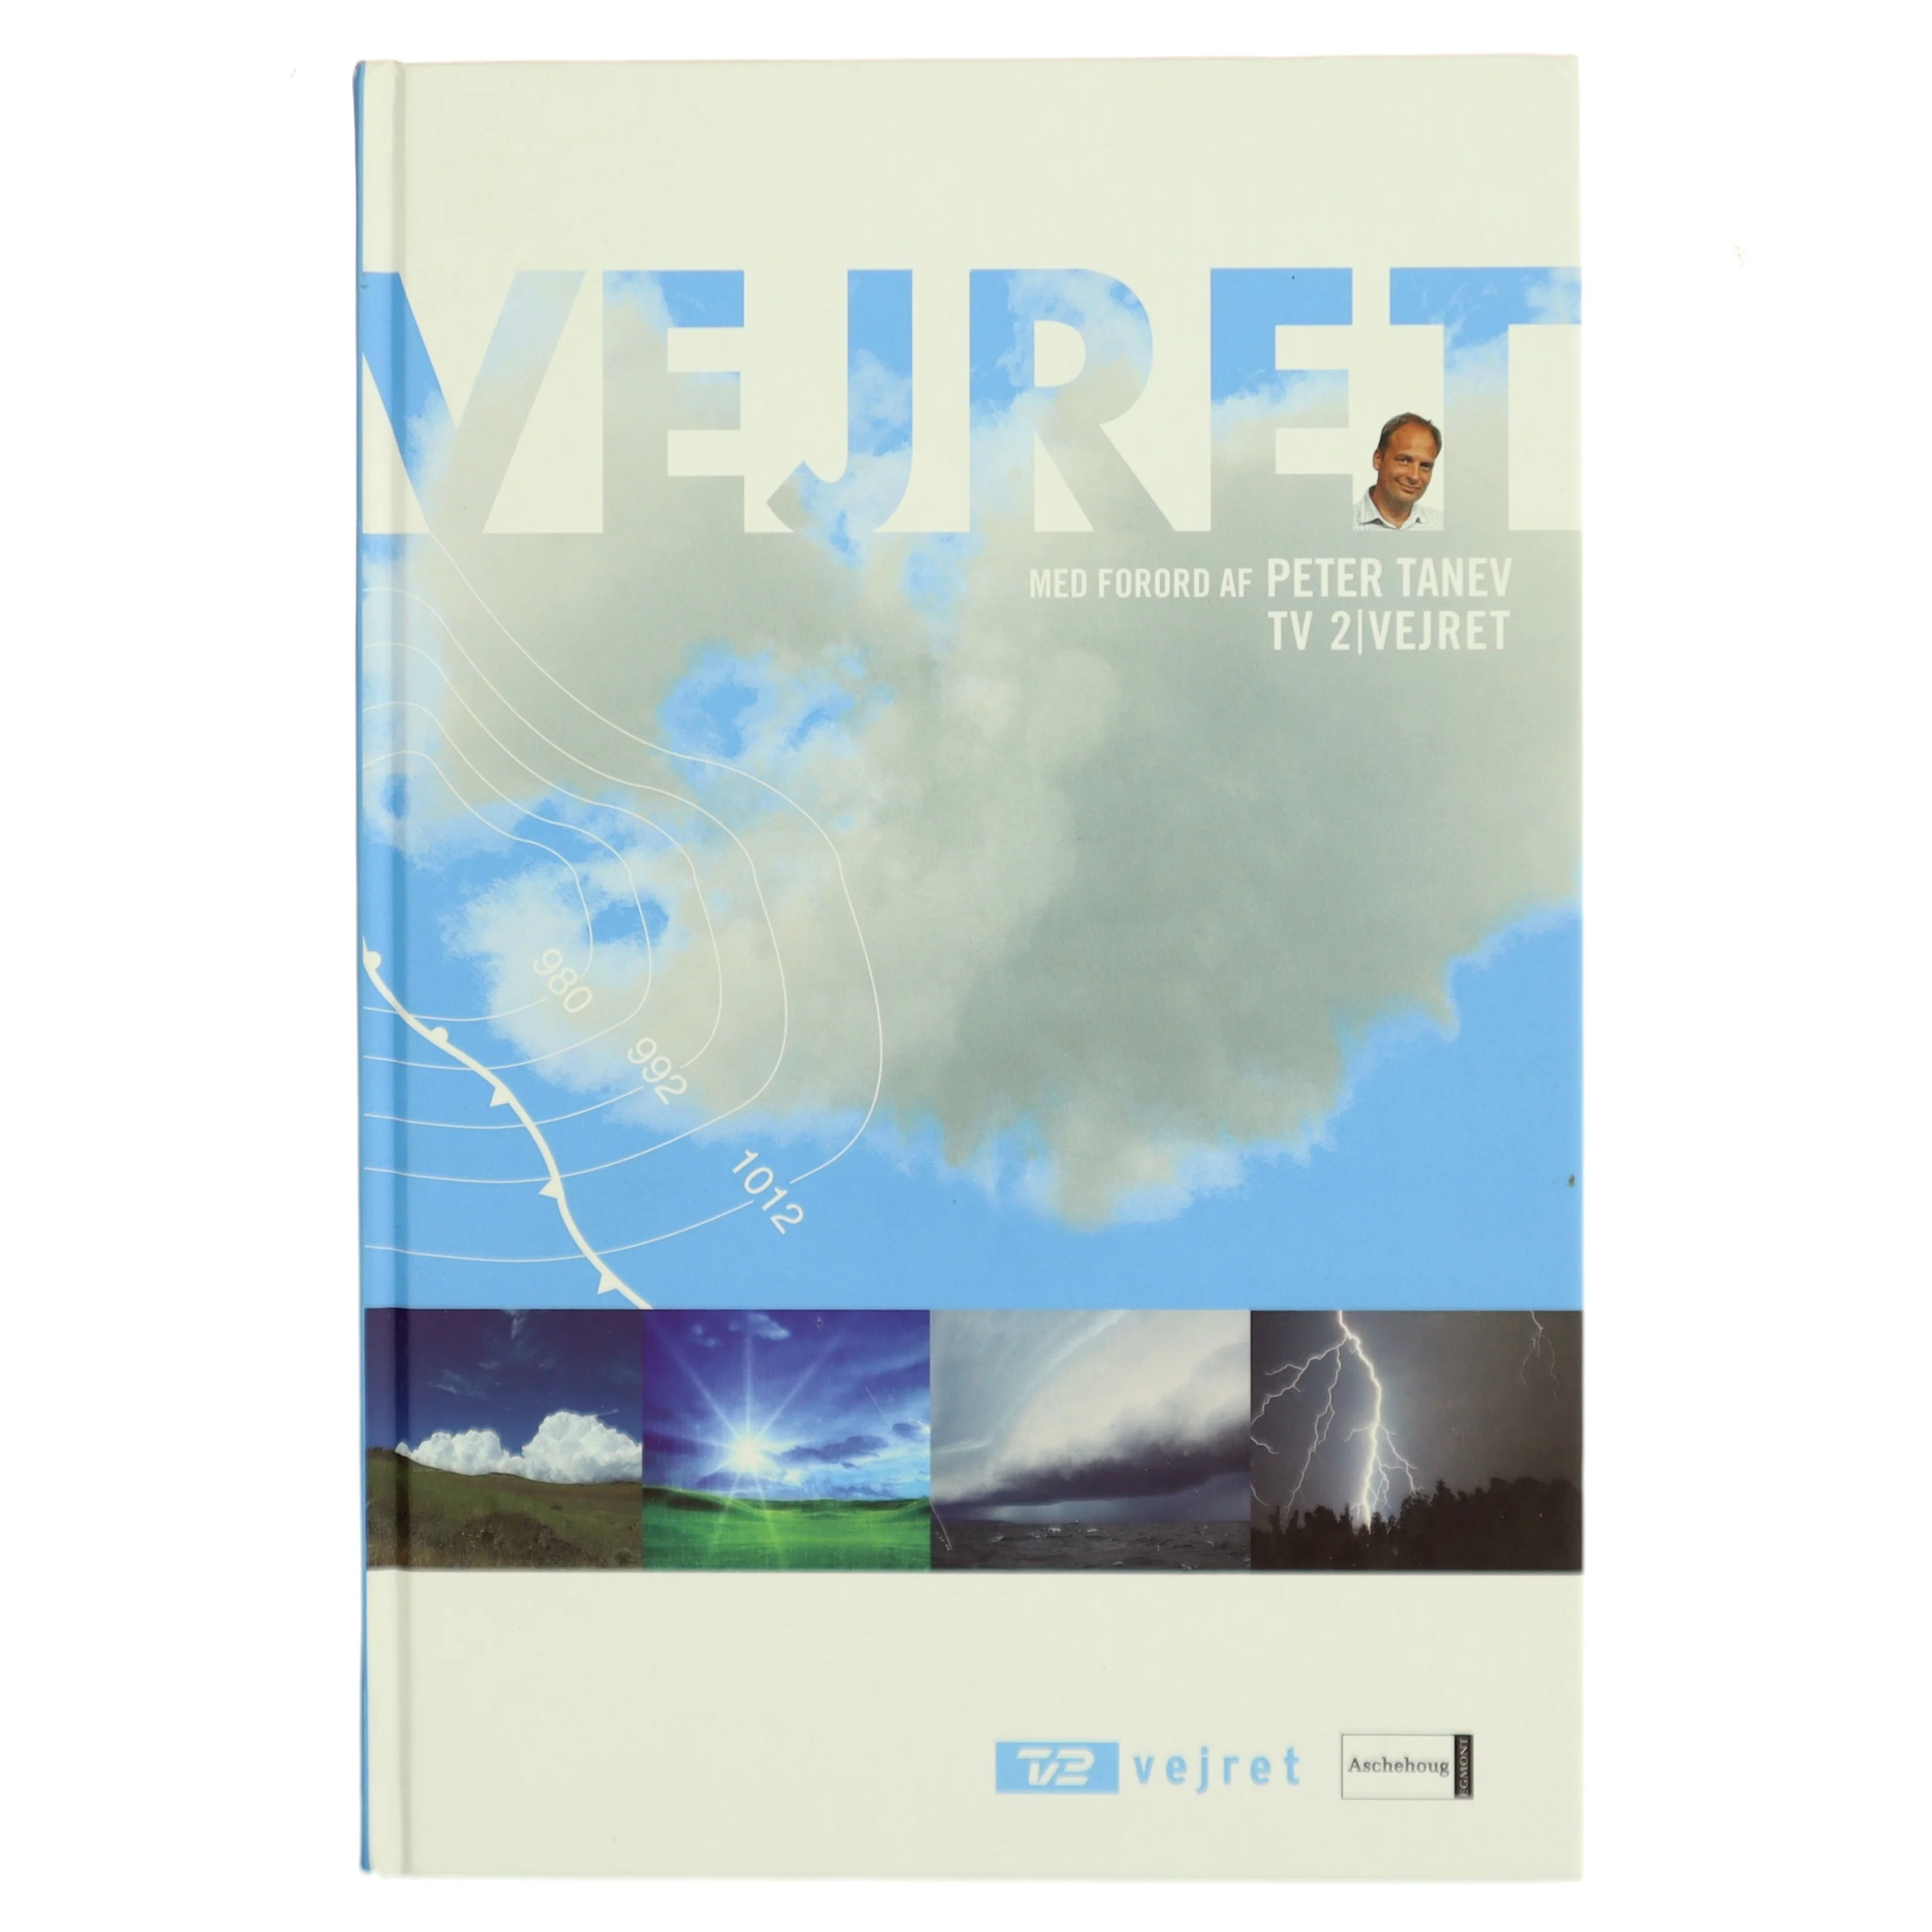 VEJRET
MED FORORD AF PETER TANEV
TV 2|VEJRET
980
992
1012
TV2 vejret
Aschehoug
EGMONT